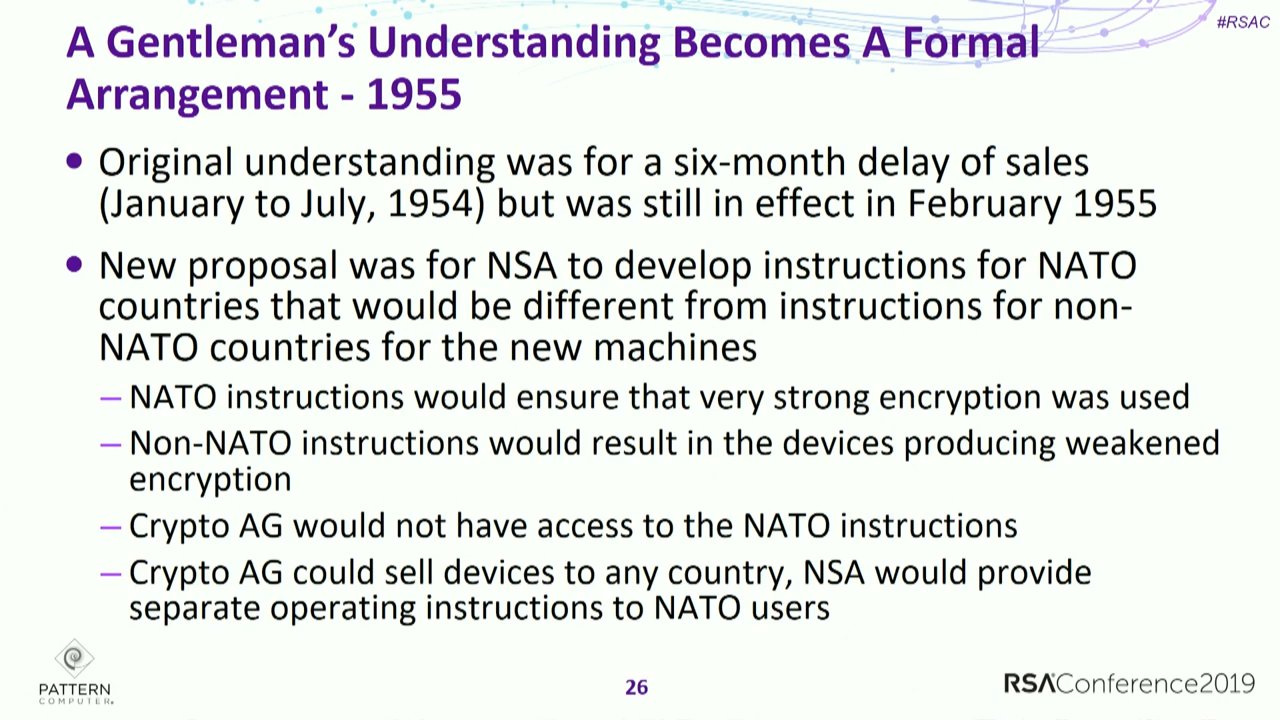 #RSAC
A Gentleman’s Understanding Becomes A Formal
Arrangement - 1955
• Original understanding was for a six-month delay of sales
(January to July, 1954) but was still in effect in February 1955
• New proposal was for NSA to develop instructions for NATO
countries that would be different from instructions for non-
NATO countries for the new machines
– NATO instructions would ensure that very strong encryption was used
– Non-NATO instructions would result in the devices producing weakened
encryption
– Crypto AG would not have access to the NATO instructions
– Crypto AG could sell devices to any country, NSA would provide
separate operating instructions to NATO users
PATTERN
COMPUTER®
26
RSAConference2019